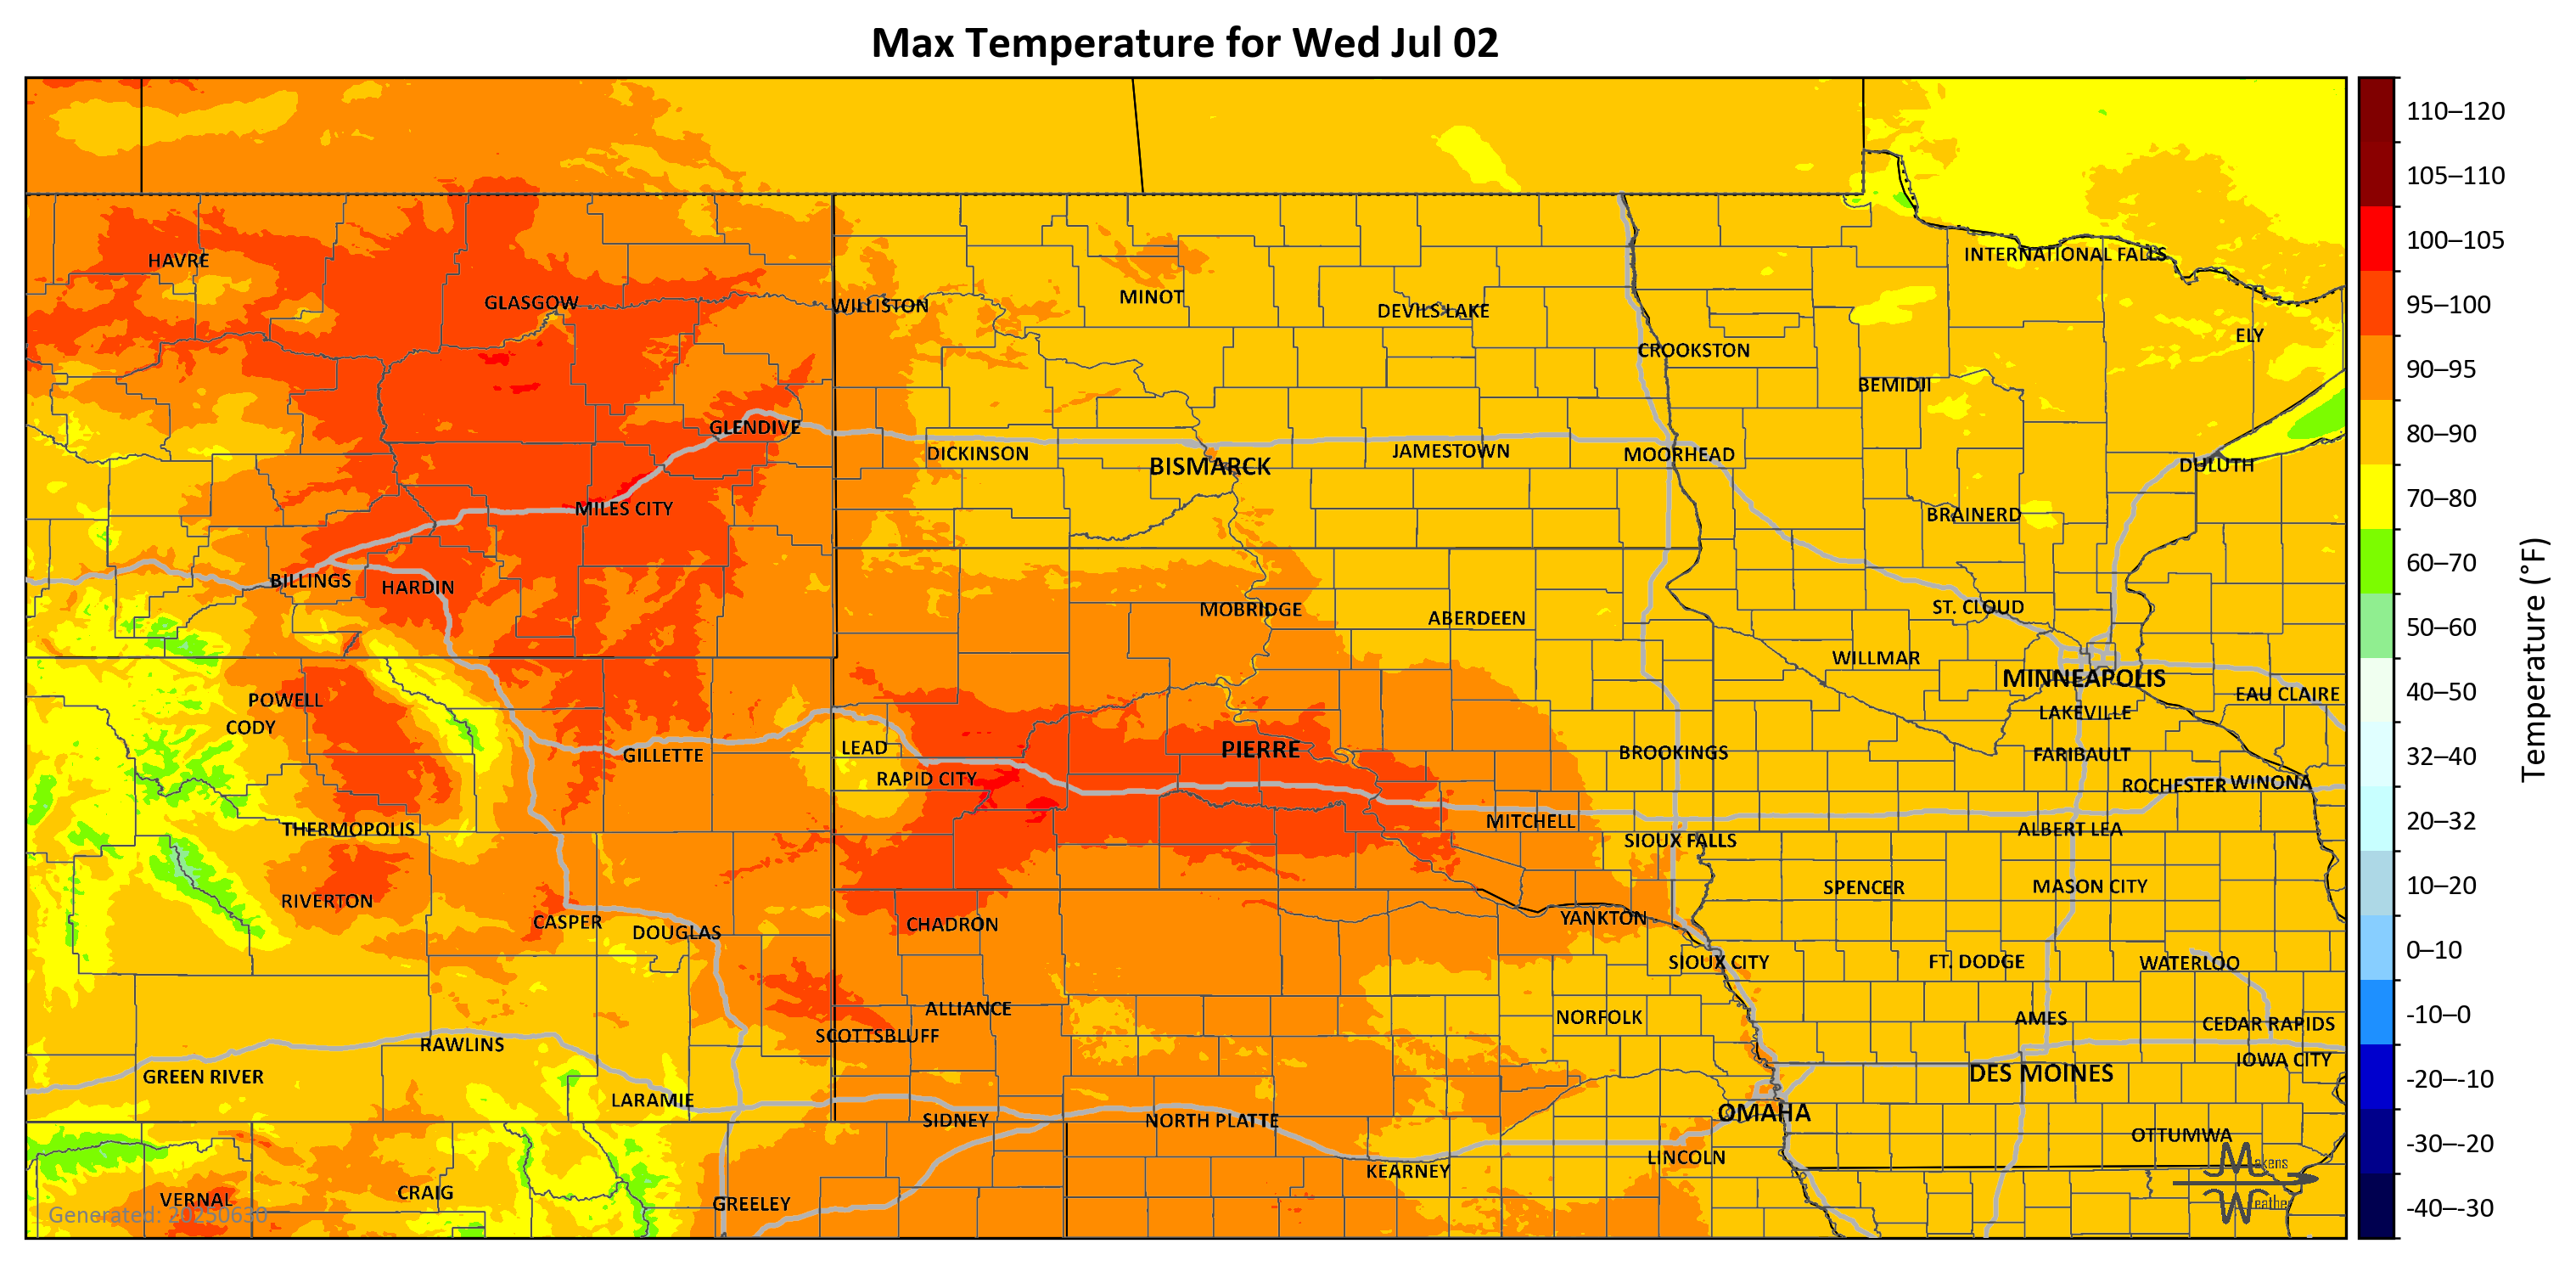 Max Temperature for Wed Jul 02
110–120
105–110
100–105
95–100
90–95
80–90
70–80
60–70
50–60
40–50
32–40
20–32
10–20
0–10
-10–0
-20–-10
-30–-20
-40–-30
Temperature (°F)
HAVRE
GLASGOW
WILLISTON
MINOT
DEVILS LAKE
INTERNATIONAL FALLS
ELY
CROOKSTON
BEMIDJI
GLENDIVE
DICKINSON
BISMARCK
JAMESTOWN
MOORHEAD
DULUTH
MILES CITY
BRAINERD
BILLINGS
HARDIN
MOBRIDGE
ABERDEEN
ST. CLOUD
WILLMAR
MINNEAPOLIS
EAU CLAIRE
POWELL
CODY
LAKEVILLE
GILLETTE
LEAD
PIERRE
BROOKINGS
FARIBAULT
RAPID CITY
ROCHESTER
WINONA
THERMOPOLIS
MITCHELL
SIOUX FALLS
ALBERT LEA
RIVERTON
SPENCER
MASON CITY
CASPER
DOUGLAS
CHADRON
YANKTON
SIOUX CITY
FT. DODGE
WATERLOO
ALLIANCE
NORFOLK
AMES
CEDAR RAPIDS
SCOTTSBLUFF
RAWLINS
IOWA CITY
GREEN RIVER
DES MOINES
LARAMIE
SIDNEY
NORTH PLATTE
OMAHA
OTTUMWA
KEARNEY
LINCOLN
VERNAL
CRAIG
GREELEY
Generated: 20250630
Makens
Weather